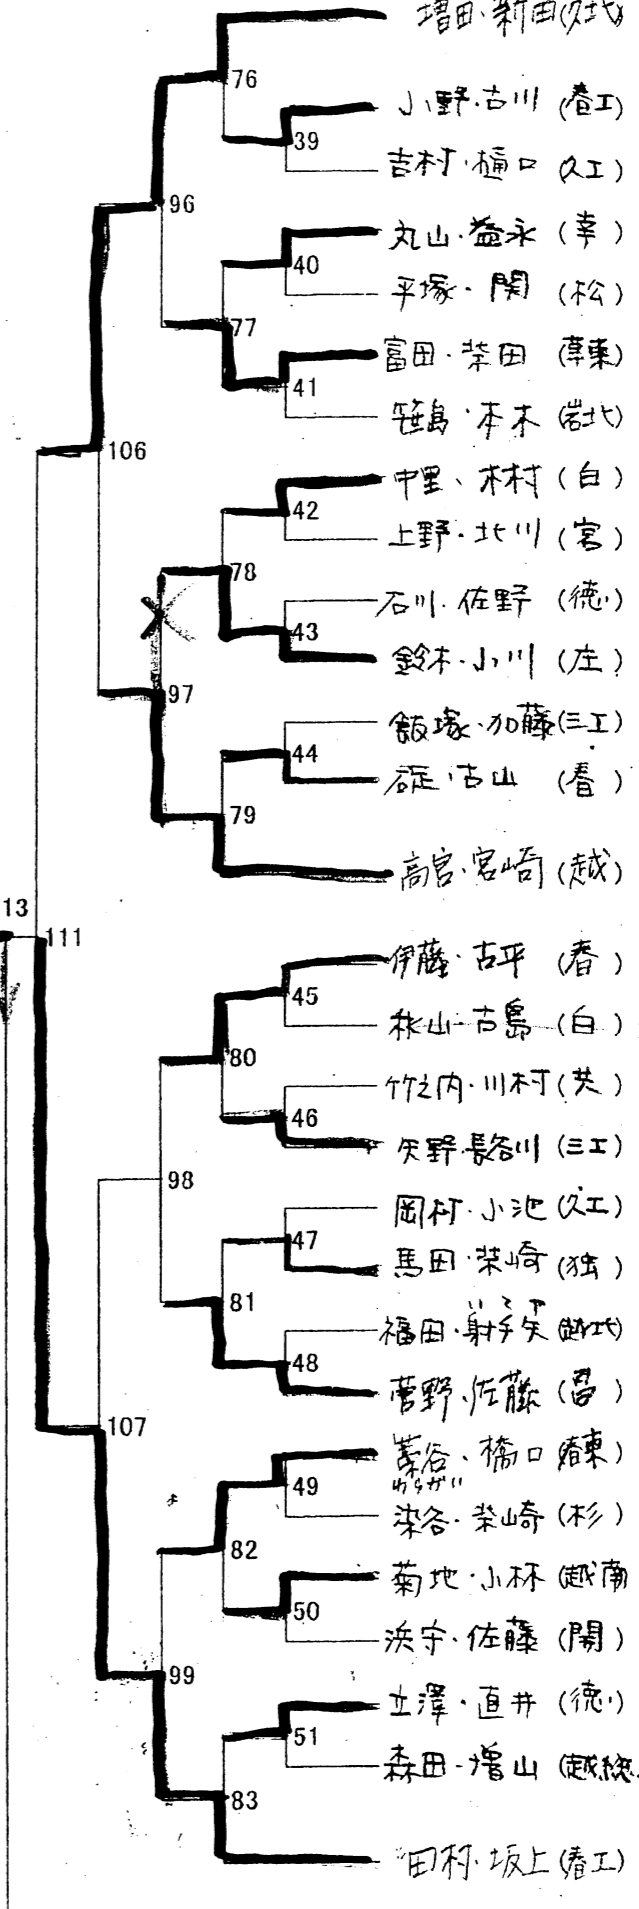 増田・新田(久北)
76
小野・古川 (春工)
39
吉村・樋口 (久工)
96
丸山・益永 (幸)
40
平塚・関 (松)
77
富田・柴田 (草東)
41
笹島・本木 (岩北)
106
中里、木村 (白)
42
上野・北川 (宮)
78
石川・佐野 (徳)
43
鈴木・小川 (庄)
97
飯塚・加藤 (三工)
44
・古山 (春)
79
高宮・宮崎 (越)
13
111
伊藤・古平 (春)
45
秋山・古島 (白)
80
竹之内・川村 (共)
46
矢野・長谷川 (三工)
98
岡村・小池 (久工)
47
馬田・柴崎 (独)
81
いてや
福田・射手矢 (越北)
48
菅野・佐藤
107
藁谷・橋口 (春東)
わらがい
49
染谷・柴崎 (杉)
82
菊地・小林 (越南)
50
浜宇・佐藤 (開)
99
立澤・直井 (徳)
51
森田・増山 (越総)
83
田村・坂上 (春工)